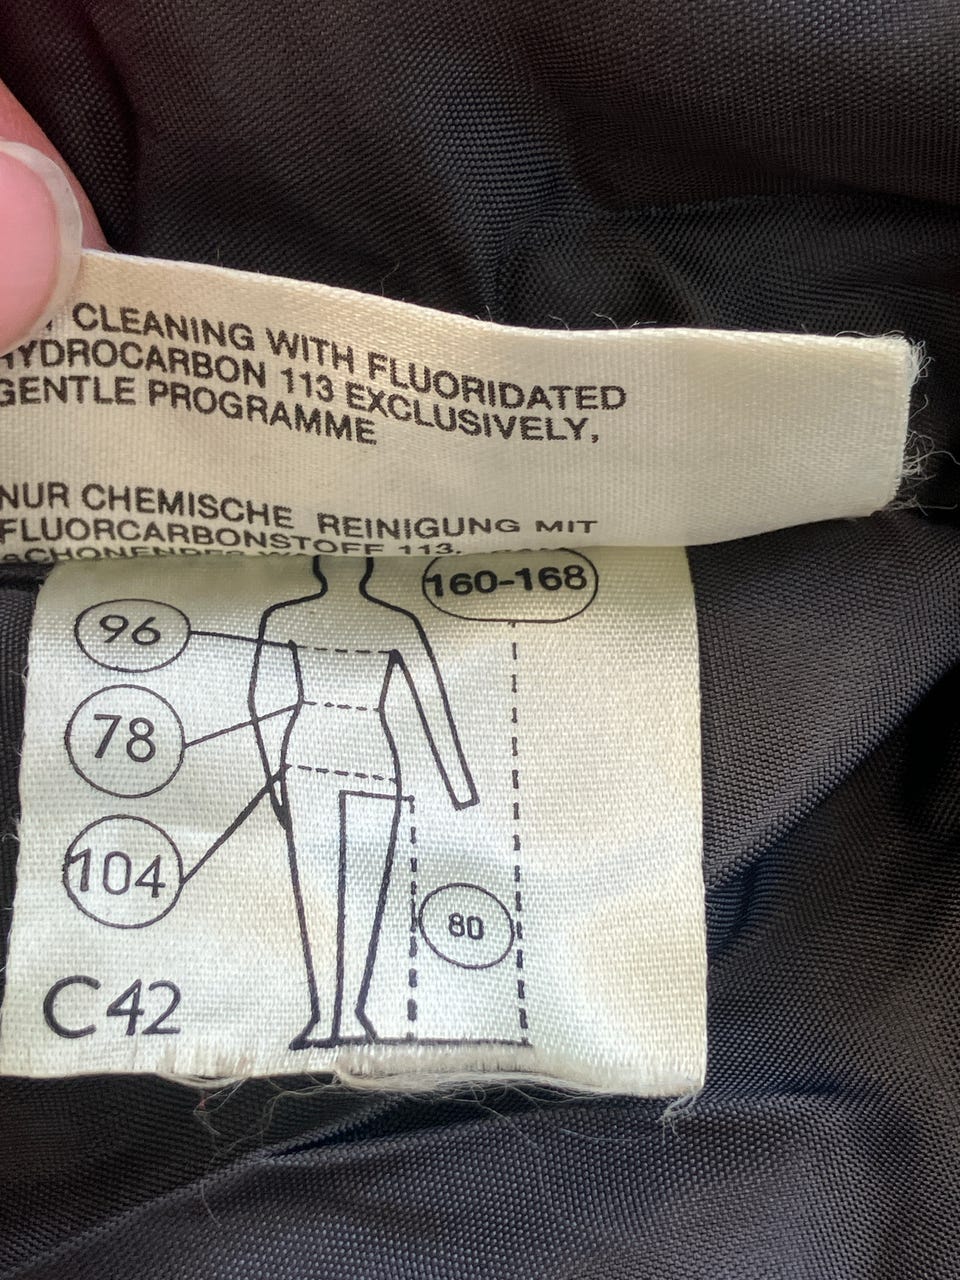 CLEANING WITH FLUORIDATED
HYDROCARBON 113 EXCLUSIVELY,
GENTLE PROGRAMME
NUR CHEMISCHE REINIGUNG MIT
FLUORCARBONSTOFF 113,
160-168
96
78
104
80
C 42